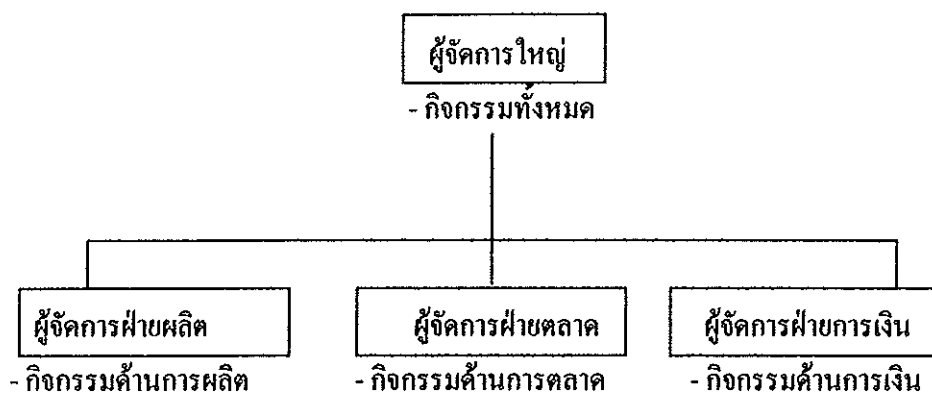 ผู้จัดการใหญ่
- กิจกรรมทั้งหมด
ผู้จัดการฝ่ายผลิต
- กิจกรรมด้านการผลิต
ผู้จัดการฝ่ายตลาด
- กิจกรรมด้านการตลาด
ผู้จัดการฝ่ายการเงิน
- กิจกรรมด้านการเงิน